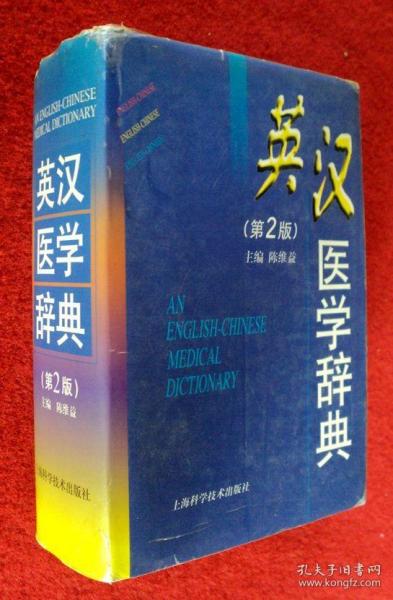 AN ENGLISH-CHINESE
MEDICAL DICTIONARY
英汉
医学
辞典
(第2版)
主编 陈维益
上海科学技术出版社
ENGLISH-CHINESE
ENGLISH-CHINESE
英汉
(第2版)
主编 陈维益
医学辞典
AN
ENGLISH-CHINESE
MEDICAL
DICTIONARY
上海科学技术出版社
孔夫子旧书网
www.kongfz.com